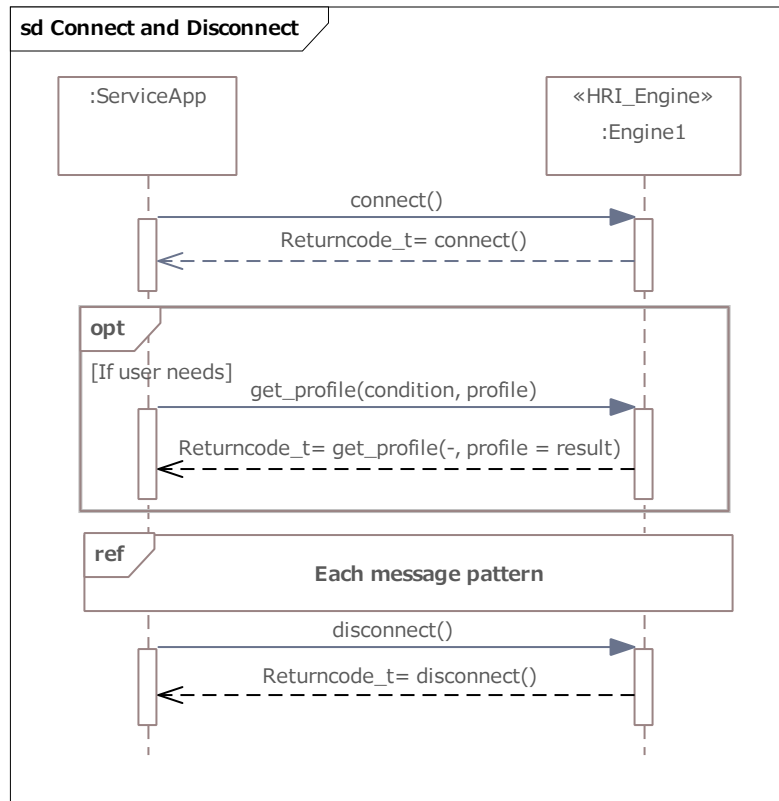 sd Connect and Disconnect
:ServiceApp
«HRI_Engine»
:Engine1
connect()
Returncode_t= connect()
opt
[If user needs]
get_profile(condition, profile)
Returncode_t= get_profile(-, profile = result)
ref
Each message pattern
disconnect()
Returncode_t= disconnect()